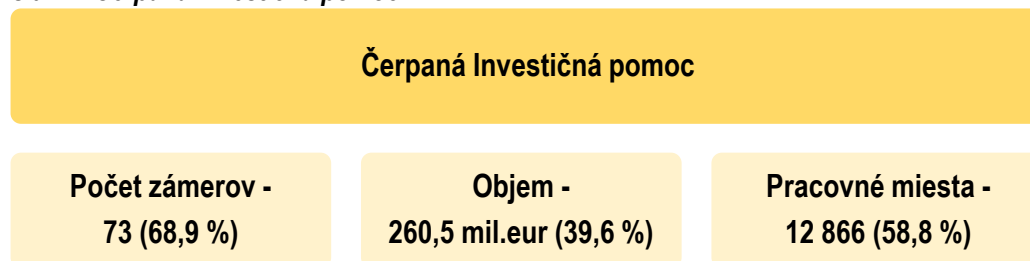 Čerpaná Investičná pomoc
Počet zámerov -
73 (68,9 %)
Objem -
260,5 mil.eur (39,6 %)
Pracovné miesta -
12 866 (58,8 %)